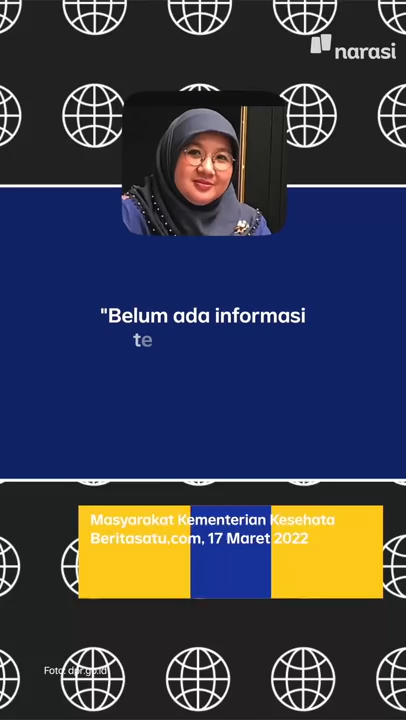 narasi
"Belum ada informasi
te
Masyarakat Kementerian Kesehata
Beritasatu.com, 17 Maret 2022
Foto: dpr.go.id